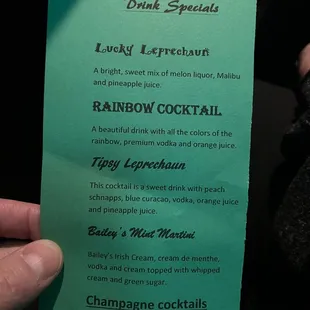 Drink Specials
Lucky Leprechaun
A bright, sweet mix of melon liquor, Malibu
and pineapple juice.
RAINBOW COCKTAIL
A beautiful drink with all the colors of the
rainbow, premium vodka and orange juice.
Tipsy Leprechaun
This cocktail is a sweet drink with peach
schnapps, blue curacao, vodka, orange juice
and pineapple juice.
Bailey's Mint Martini
Bailey's Irish Cream, cream de menthe,
vodka and cream topped with whipped
cream and green sugar.
Champagne cocktails